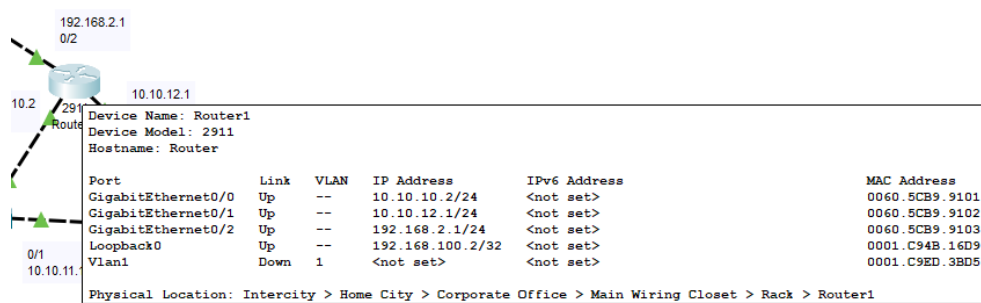 192.168.2.1
0/2
10.10.12.1
10.2
291
Route
Device Name: Router1
Device Model: 2911
Hostname: Router
Port Link VLAN IP Address IPv6 Address MAC Address
GigabitEthernet0/0 Up -- 10.10.10.2/24 <not set> 0060.5CB9.9101
GigabitEthernet0/1 Up -- 10.10.12.1/24 <not set> 0060.5CB9.9102
GigabitEthernet0/2 Up -- 192.168.2.1/24 <not set> 0060.5CB9.9103
Loopback0 Up -- 192.168.100.2/32 <not set> 0001.C94B.16D9
Vlan1 Down 1 <not set> <not set> 0001.C9ED.3BD5
0/1
10.10.11.1
Physical Location: Intercity > Home City > Corporate Office > Main Wiring Closet > Rack > Router1